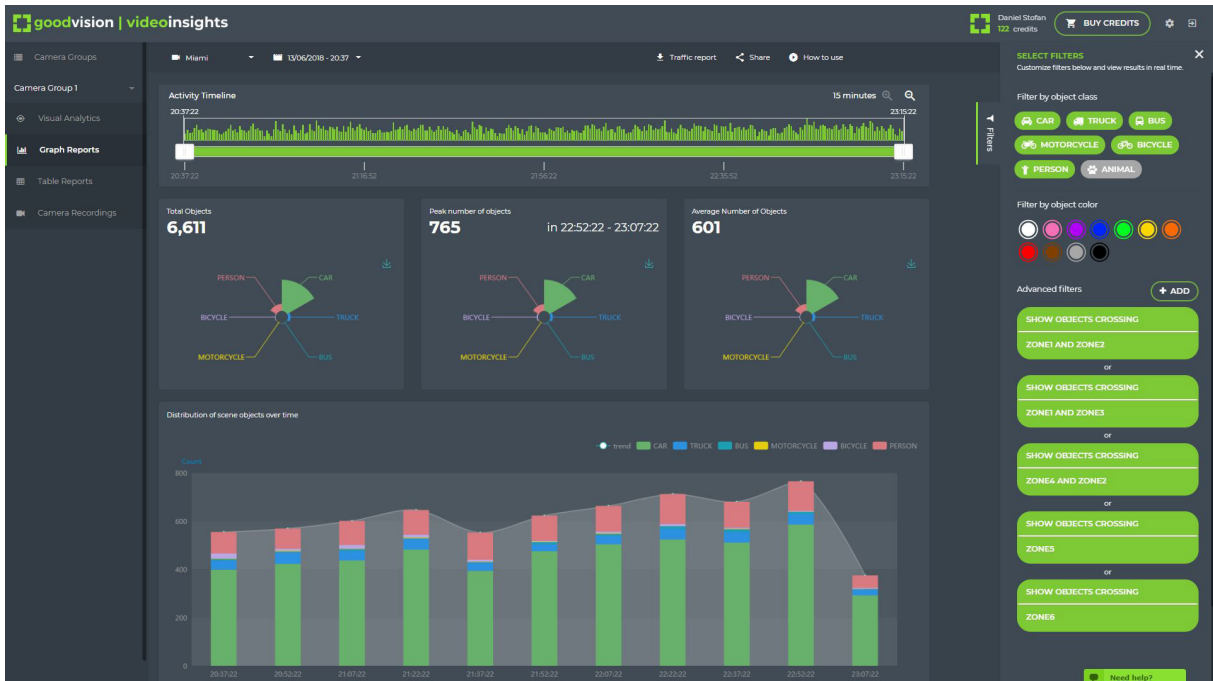 goodvision | videoinsights
Daniel Stofan
122 credits
BUY CREDITS
Camera Groups
Camera Group 1
Visual Analytics
Graph Reports
Table Reports
Camera Recordings
Miami
13/06/2018 - 20:37
Traffic report
Share
How to use
Activity Timeline
15 minutes
20:37:22
23:15:22
20:37:22
21:16:52
21:56:22
22:35:52
23:15:22
Total Objects
6,611
PERSON
CAR
BICYCLE
TRUCK
MOTORCYCLE
BUS
Peak number of objects
765
in 22:52:22 - 23:07:22
PERSON
CAR
BICYCLE
TRUCK
MOTORCYCLE
BUS
Average Number of Objects
601
PERSON
CAR
BICYCLE
TRUCK
MOTORCYCLE
BUS
Distribution of scene objects over time
trend
CAR
TRUCK
BUS
MOTORCYCLE
BICYCLE
PERSON
Count
800
600
400
200
0
20:37:22
20:52:22
21:07:22
21:22:22
21:37:22
21:52:22
22:07:22
22:22:22
22:37:22
22:52:22
23:07:22
Filters
SELECT FILTERS
Customize filters below and view results in real time.
Filter by object class
CAR
TRUCK
BUS
MOTORCYCLE
BICYCLE
PERSON
ANIMAL
Filter by object color
Advanced filters
+ ADD
SHOW OBJECTS CROSSING
ZONE1 AND ZONE2
or
SHOW OBJECTS CROSSING
ZONE1 AND ZONE3
or
SHOW OBJECTS CROSSING
ZONE4 AND ZONE2
or
SHOW OBJECTS CROSSING
ZONE5
or
SHOW OBJECTS CROSSING
ZONE6
Need help?